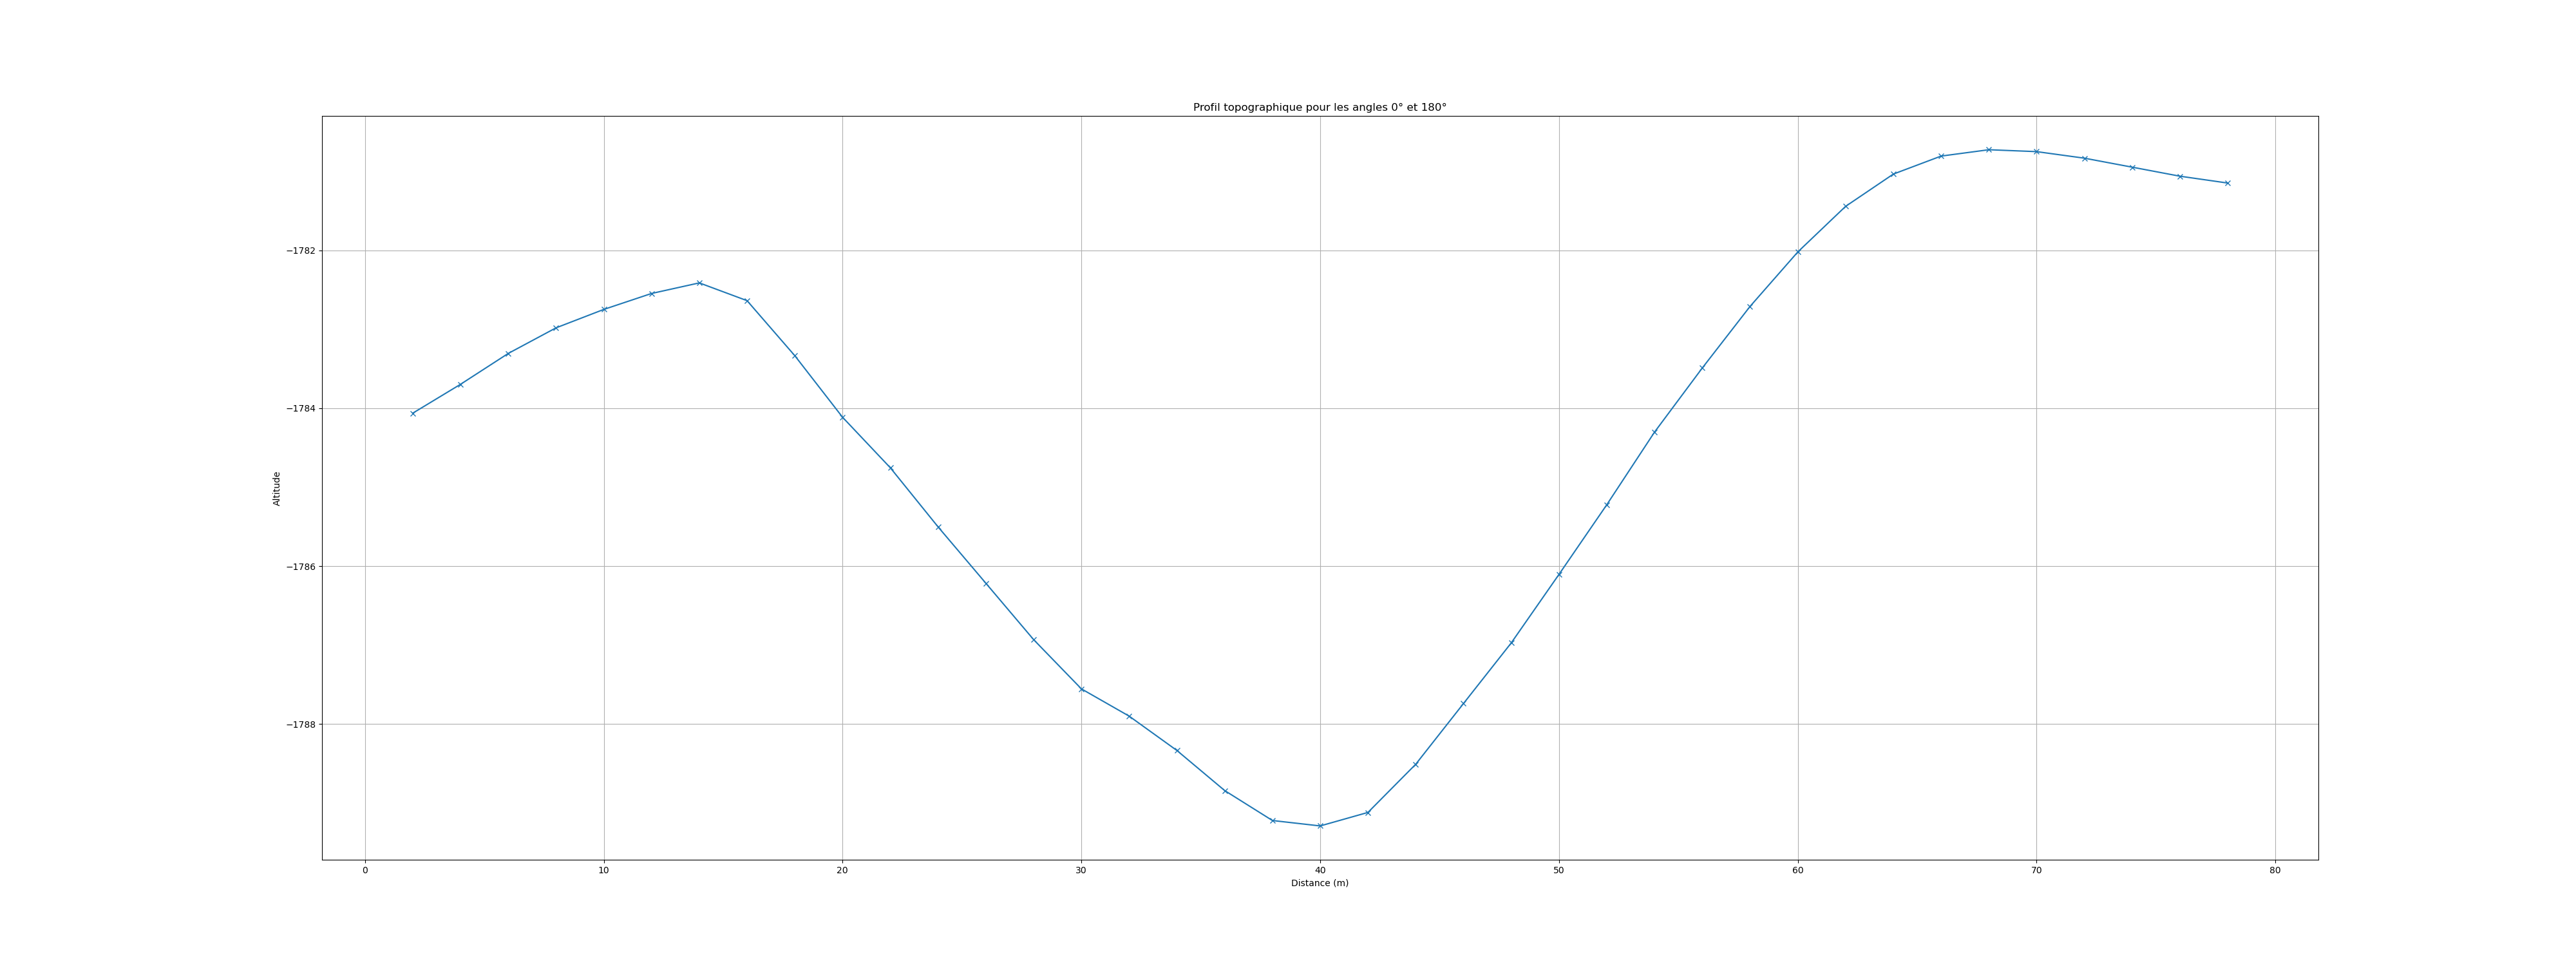 Profil topographique pour les angles 0° et 180°
−1782
−1784
−1786
−1788
Altitude
0 10 20 30 40 50 60 70 80
Distance (m)